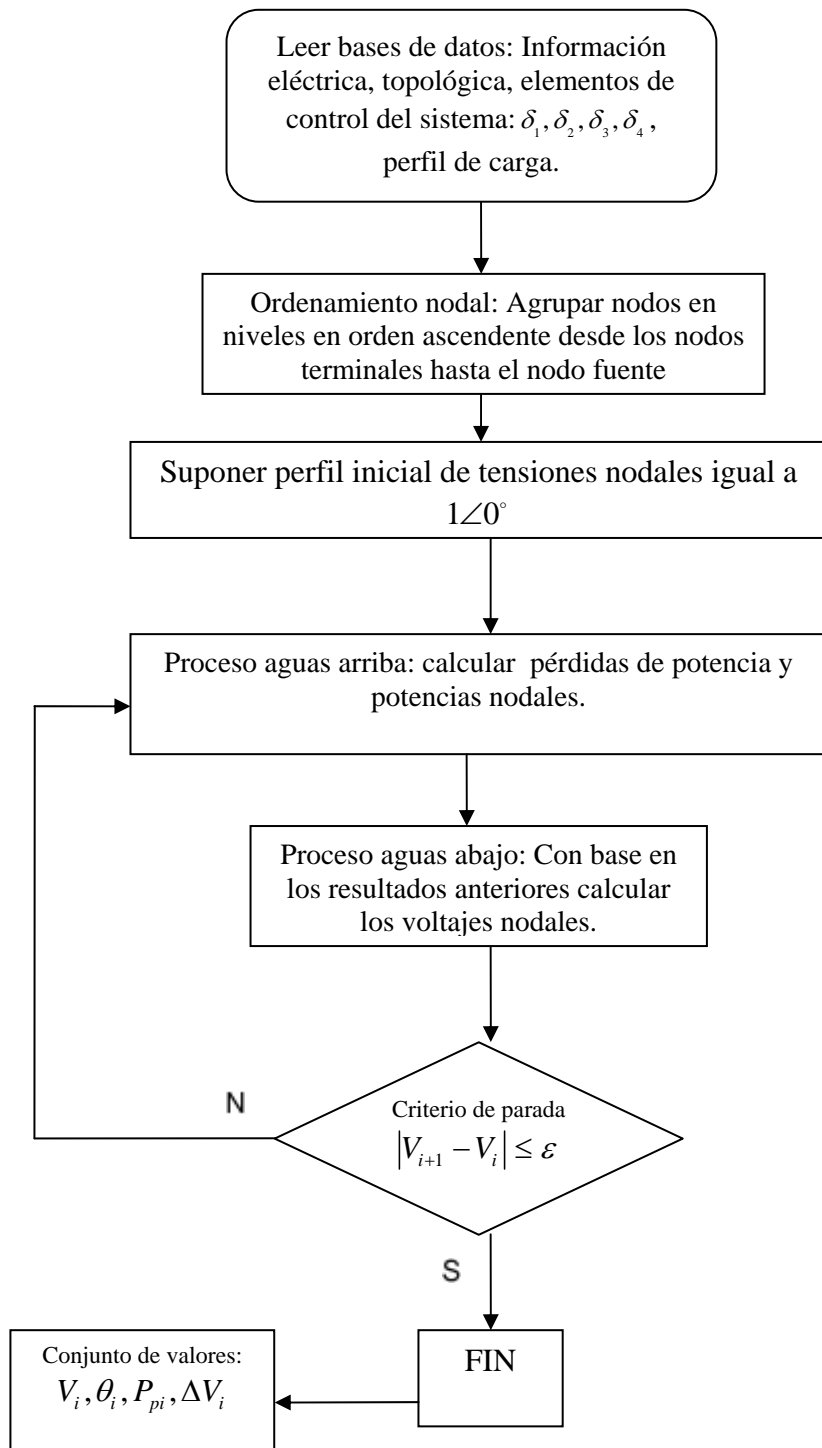 Leer bases de datos: Información
eléctrica, topológica, elementos de
control del sistema: δ₁, δ₂, δ₃, δ₄ ,
perfil de carga.
Ordenamiento nodal: Agrupar nodos en
niveles en orden ascendente desde los nodos
terminales hasta el nodo fuente
Suponer perfil inicial de tensiones nodales igual a
1∠0°
Proceso aguas arriba: calcular pérdidas de potencia y
potencias nodales.
Proceso aguas abajo: Con base en
los resultados anteriores calcular
los voltajes nodales.
N
Criterio de parada
|Vᵢ₊₁ − Vᵢ| ≤ ε
S
FIN
Conjunto de valores:
Vᵢ, θᵢ, Pₚᵢ, ΔVᵢ